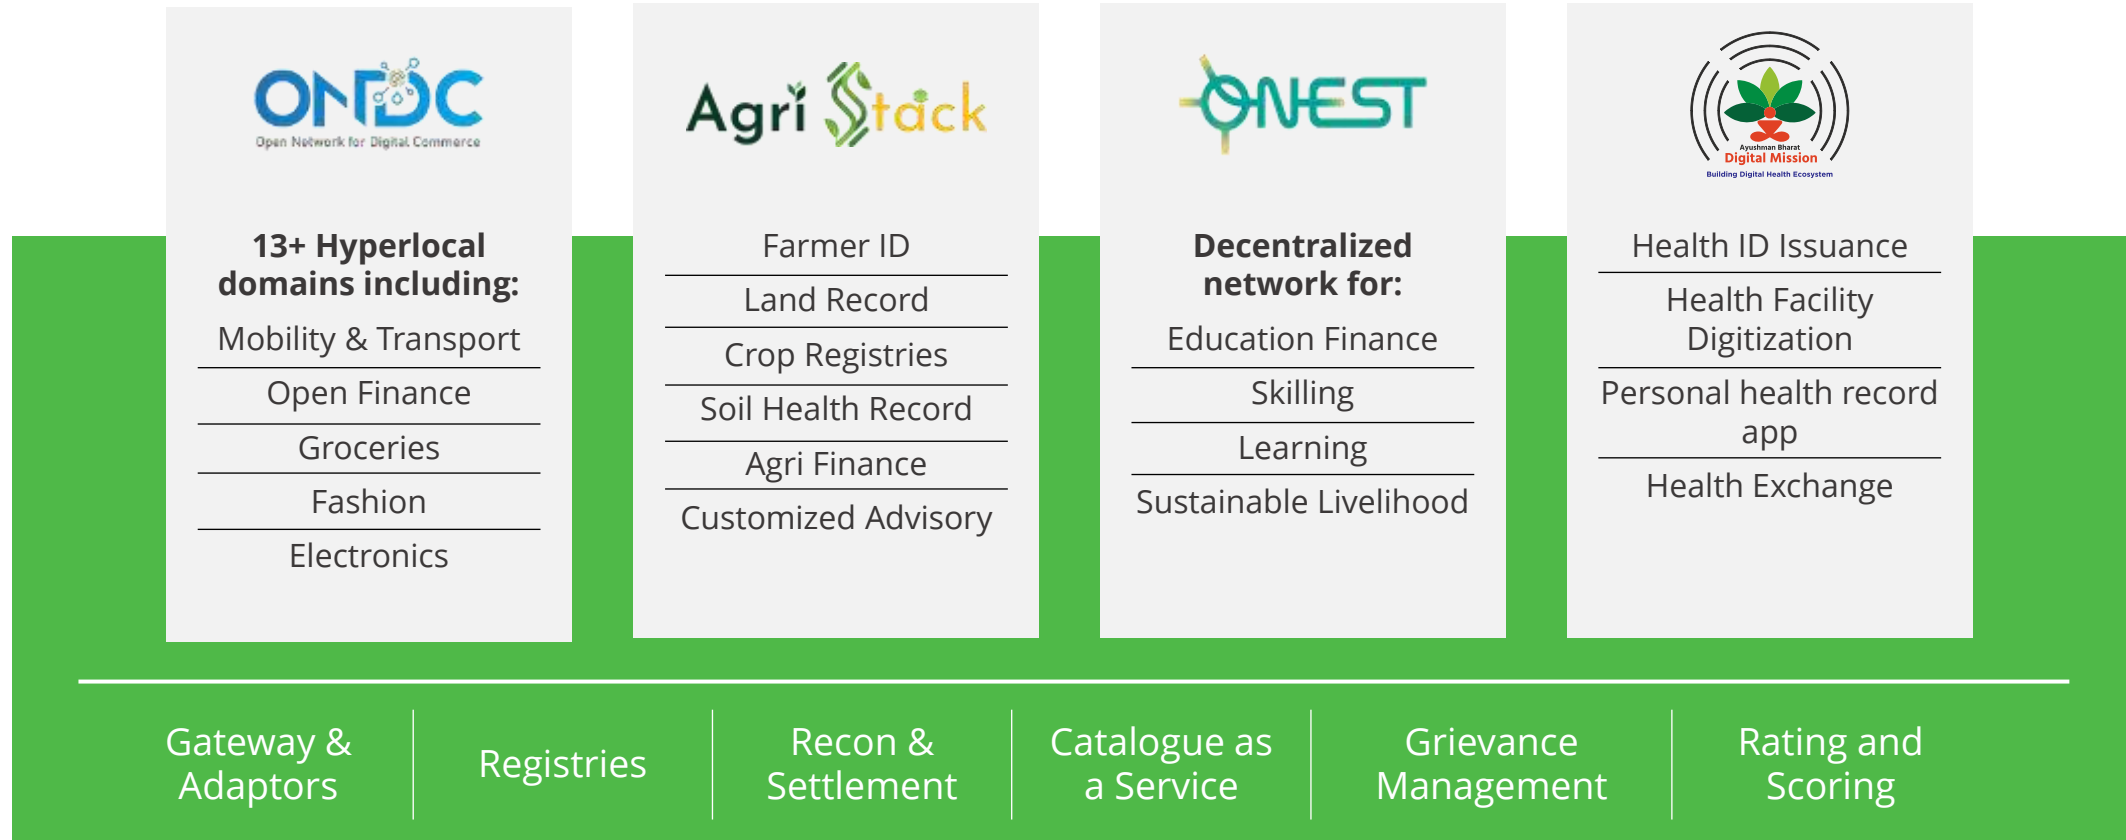 ONDC
Open Network for Digital Commerce
13+ Hyperlocal
domains including:
Mobility & Transport
Open Finance
Groceries
Fashion
Electronics
Agri Stack
Farmer ID
Land Record
Crop Registries
Soil Health Record
Agri Finance
Customized Advisory
ONEST
Decentralized
network for:
Education Finance
Skilling
Learning
Sustainable Livelihood
Ayushman Bharat
Digital Mission
Building Digital Health Ecosystem
Health ID Issuance
Health Facility
Digitization
Personal health record
app
Health Exchange
Gateway &
Adaptors
Registries
Recon &
Settlement
Catalogue as
a Service
Grievance
Management
Rating and
Scoring